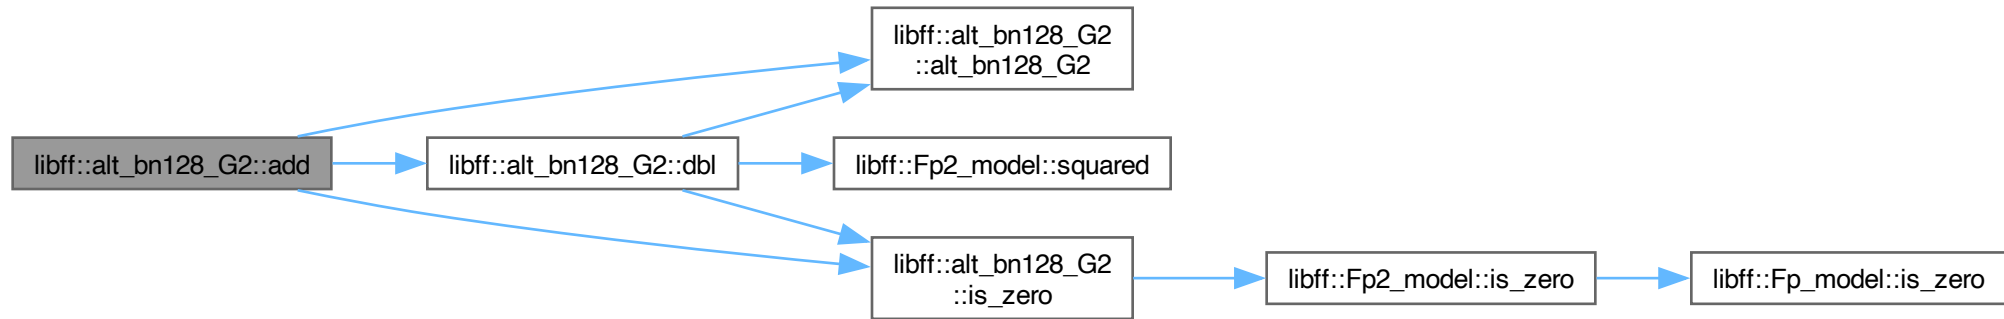 libff::alt_bn128_G2
::alt_bn128_G2
libff::alt_bn128_G2::add
libff::alt_bn128_G2::dbl
libff::Fp2_model::squared
libff::alt_bn128_G2
::is_zero
libff::Fp2_model::is_zero
libff::Fp_model::is_zero